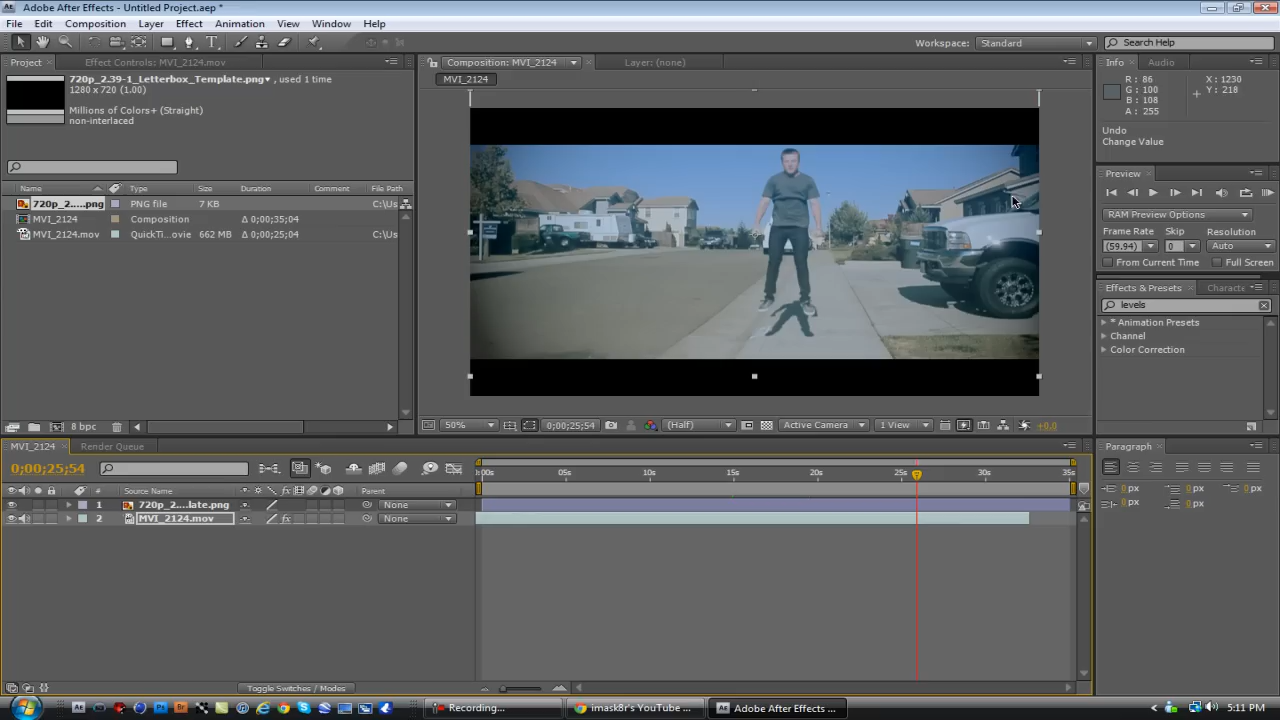 Adobe After Effects - Untitled Project.aep *
File Edit Composition Layer Effect Animation View Window Help
Workspace: Standard Search Help
Project Effect Controls: MVI_2124.mov Composition: MVI_2124 Layer: (none) Info Audio
MVI_2124
720p_2.39-1_Letterbox_Template.png, used 1 time
1280 x 720 (1.00)
Millions of Colors+ (Straight)
non-interlaced
R: 86 X: 1230
G: 100 Y: 218
B: 108
A: 255
Undo
Change Value
Preview
RAM Preview Options
Frame Rate Skip Resolution
(59.94) 0 Auto
From Current Time Full Screen
Effects & Presets Characte
levels
* Animation Presets
Channel
Color Correction
Name Type Size Duration Comment File Path
720p_2.....png PNG file 7 KB C:\Us
MVI_2124 Composition Δ 0;00;35;04
MVI_2124.mov QuickTi...ovie 662 MB Δ 0;00;25;04 C:\Us
8 bpc
50% 0;00;25;54 (Half) Active Camera 1 View +0.0
MVI_2124 Render Queue
0;00;25;54
# Source Name Parent
1 720p_2....late.png None
2 MVI_2124.mov None
:00s 05s 10s 15s 20s 25s 30s 35s
Paragraph
0 px 0 px 0 px
0 px 0 px
Toggle Switches / Modes
Recording... imask8r's YouTube ... Adobe After Effects ... 5:11 PM